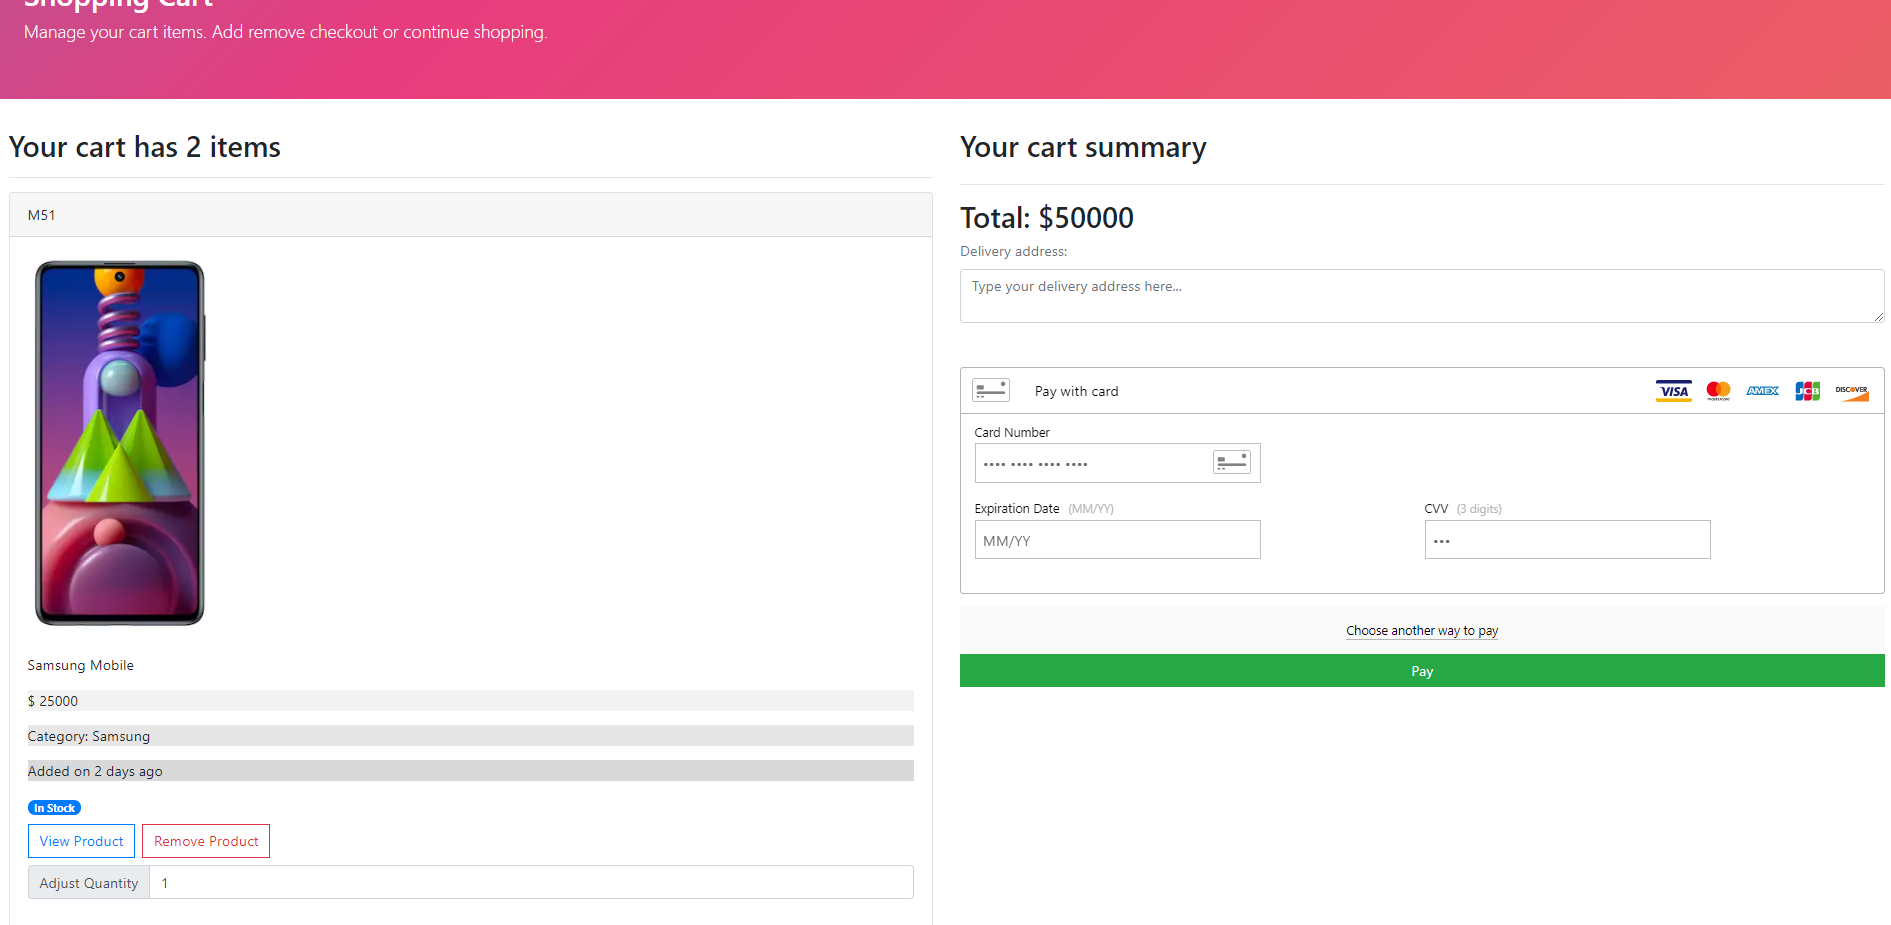 Shopping Cart
Manage your cart items. Add remove checkout or continue shopping.
Your cart has 2 items
M51
Samsung Mobile
$ 25000
Category: Samsung
Added on 2 days ago
In Stock
View Product
Remove Product
Adjust Quantity 1
Your cart summary
Total: $50000
Delivery address:
Type your delivery address here...
Pay with card
VISA mastercard AMEX JCB DISCOVER
Card Number
•••• •••• •••• ••••
Expiration Date (MM/YY)
MM/YY
CVV (3 digits)
•••
Choose another way to pay
Pay